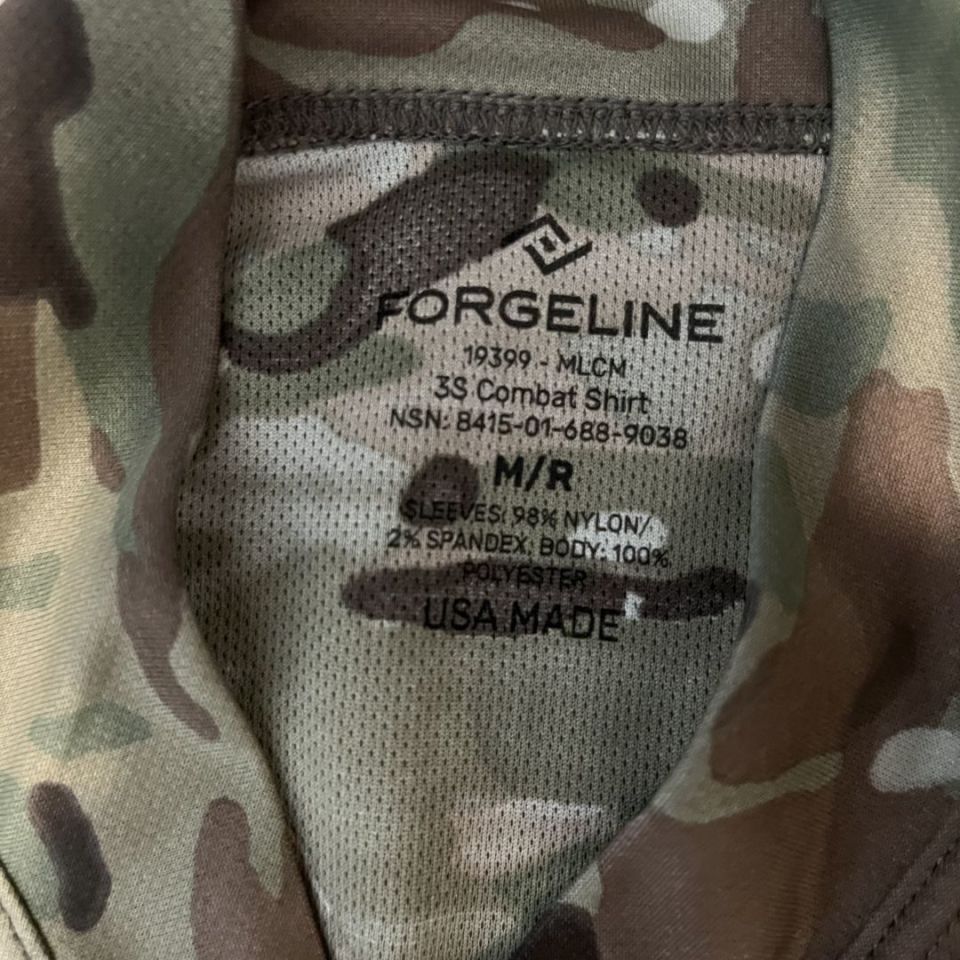 FORGELINE
19399 - MLCM
3S Combat Shirt
NSN: 8415-01-688-9038
M/R
SLEEVES: 98% NYLON/
2% SPANDEX, BODY: 100%
POLYESTER
USA MADE